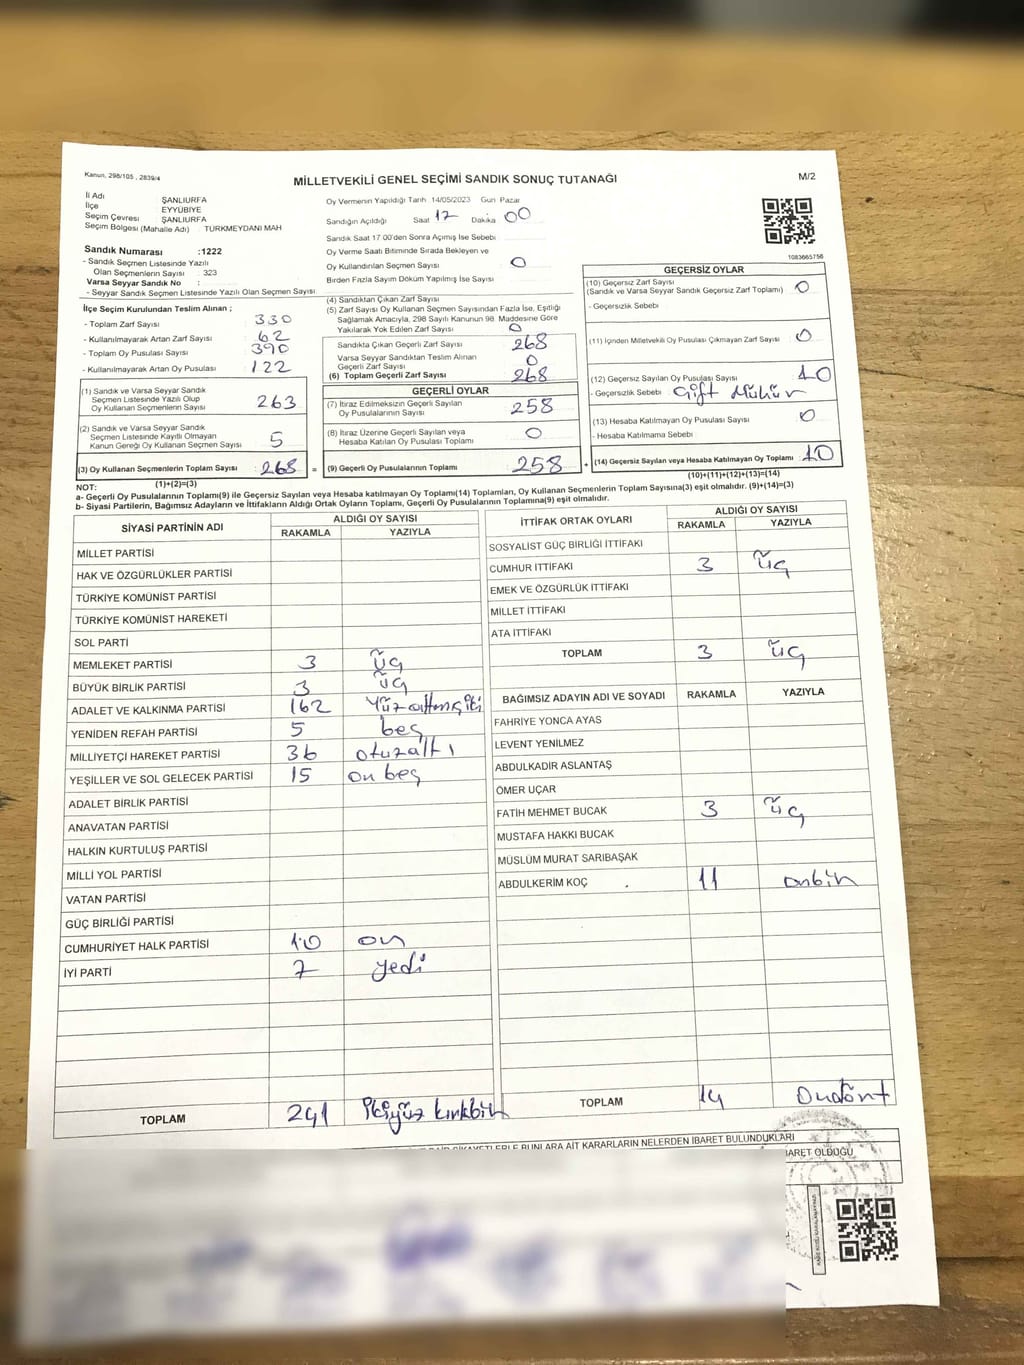 Kanun, 298/105 , 2839/4
MİLLETVEKİLİ GENEL SEÇİMİ SANDIK SONUÇ TUTANAĞI
M/2
İl Adı ŞANLIURFA
İlçe EYYÜBİYE
Seçim Çevresi ŞANLIURFA
Seçim Bölgesi (Mahalle Adı) : TÜRKMEYDANI MAH
Sandık Numarası :1222
- Sandık Seçmen Listesinde Yazılı
Olan Seçmenlerin Sayısı : 323
Varsa Seyyar Sandık No :
- Seyyar Sandık Seçmen Listesinde Yazılı Olan Seçmen Sayısı:
İlçe Seçim Kurulundan Teslim Alınan ;
- Toplam Zarf Sayısı : 330
- Kullanılmayarak Artan Zarf Sayısı : 62
- Toplam Oy Pusulası Sayısı : 390
- Kullanılmayarak Artan Oy Pusulası : 122
(1) Sandık ve Varsa Seyyar Sandık
Seçmen Listesinde Yazılı Olup
Oy Kullanan Seçmenlerin Sayısı : 263
(2) Sandık ve Varsa Seyyar Sandık
Seçmen Listesinde Kayıtlı Olmayan
Kanun Gereği Oy Kullanan Seçmen Sayısı : 5
(3) Oy Kullanan Seçmenlerin Toplam Sayısı : 268 =
(1)+(2)=(3)
Oy Vermenin Yapıldığı Tarih 14/05/2023 Gün Pazar
Sandığın Açıldığı Saat 17 Dakika 00
Sandık Saat 17.00'den Sonra Açımış İse Sebebi
Oy Verme Saati Bitiminde Sırada Bekleyen ve
Oy Kullandırılan Seçmen Sayısı 0
Birden Fazla Sayım Döküm Yapılmış İse Sayısı
(4) Sandıktan Çıkan Zarf Sayısı
(5) Zarf Sayısı Oy Kullanan Seçmen Sayısından Fazla İse, Eşitliği
Sağlamak Amacıyla, 298 Sayılı Kanunun 98. Maddesine Göre
Yakılarak Yok Edilen Zarf Sayısı 0
Sandıkta Çıkan Geçerli Zarf Sayısı 268
Varsa Seyyar Sandıktan Teslim Alınan
Geçerli Zarf Sayısı 0
(6) Toplam Geçerli Zarf Sayısı 268
GEÇERLİ OYLAR
(7) İtiraz Edilmeksizin Geçerli Sayılan
Oy Pusulalarının Sayısı 258
(8) İtiraz Üzerine Geçerli Sayılan veya
Hesaba Katılan Oy Pusulası Toplamı 0
(9) Geçerli Oy Pusulalarının Toplamı 258 +
1083665756
GEÇERSİZ OYLAR
(10) Geçersiz Zarf Sayısı
(Sandık ve Varsa Seyyar Sandık Geçersiz Zarf Toplamı) 0
- Geçersizlik Sebebi :
(11) İçinden Milletvekili Oy Pusulası Çıkmayan Zarf Sayısı 0
(12) Geçersiz Sayılan Oy Pusulası Sayısı 10
- Geçersizlik Sebebi : Çift Mühür
(13) Hesaba Katılmayan Oy Pusulası Sayısı 0
- Hesaba Katılmama Sebebi
(14) Geçersiz Sayılan veya Hesaba Katılmayan Oy Toplamı : 10
(10)+(11)+(12)+(13)=(14)
NOT:
a- Geçerli Oy Pusulalarının Toplamı(9) ile Geçersiz Sayılan veya Hesaba katılmayan Oy Toplamı(14) Toplamları, Oy Kullanan Seçmenlerin Toplam Sayısına(3) eşit olmalıdır. (9)+(14)=(3)
b- Siyasi Partilerin, Bağımsız Adayların ve İttifakların Aldığı Ortak Oyların Toplamı, Geçerli Oy Pusulalarının Toplamına(9) eşit olmalıdır.
SİYASİ PARTİNİN ADI
ALDIĞI OY SAYISI
RAKAMLA YAZIYLA
MİLLET PARTİSİ
HAK VE ÖZGÜRLÜKLER PARTİSİ
TÜRKİYE KOMÜNİST PARTİSİ
TÜRKİYE KOMÜNİST HAREKETİ
SOL PARTİ
MEMLEKET PARTİSİ 3 üç
BÜYÜK BİRLİK PARTİSİ 3 üç
ADALET VE KALKINMA PARTİSİ 162 Yüzaltmışiki
YENİDEN REFAH PARTİSİ 5 beş
MİLLİYETÇİ HAREKET PARTİSİ 36 otuzaltı
YEŞİLLER VE SOL GELECEK PARTİSİ 15 on beş
ADALET BİRLİK PARTİSİ
ANAVATAN PARTİSİ
HALKIN KURTULUŞ PARTİSİ
MİLLİ YOL PARTİSİ
VATAN PARTİSİ
GÜÇ BİRLİĞİ PARTİSİ
CUMHURİYET HALK PARTİSİ 10 on
İYİ PARTİ 7 yedi
TOPLAM 241 İkiyüz kırkbir
İTTİFAK ORTAK OYLARI
ALDIĞI OY SAYISI
RAKAMLA YAZIYLA
SOSYALİST GÜÇ BİRLİĞİ İTTİFAKI
CUMHUR İTTİFAKI 3 üç
EMEK VE ÖZGÜRLÜK İTTİFAKI
MİLLET İTTİFAKI
ATA İTTİFAKI
TOPLAM 3 üç
BAĞIMSIZ ADAYIN ADI VE SOYADI RAKAMLA YAZIYLA
FAHRİYE YONCA AYAS
LEVENT YENİLMEZ
ABDULKADIR ASLANTAŞ
ÖMER UÇAR
FATİH MEHMET BUCAK 3 üç
MUSTAFA HAKKI BUCAK
MÜSLÜM MURAT SARIBAŞAK
ABDULKERİM KOÇ 11 onbir
TOPLAM 14 Ondört
BUNLARA AİT KARARLARIN NELERDEN İBARET BULUNDUKLARI
BARET OLDUĞU